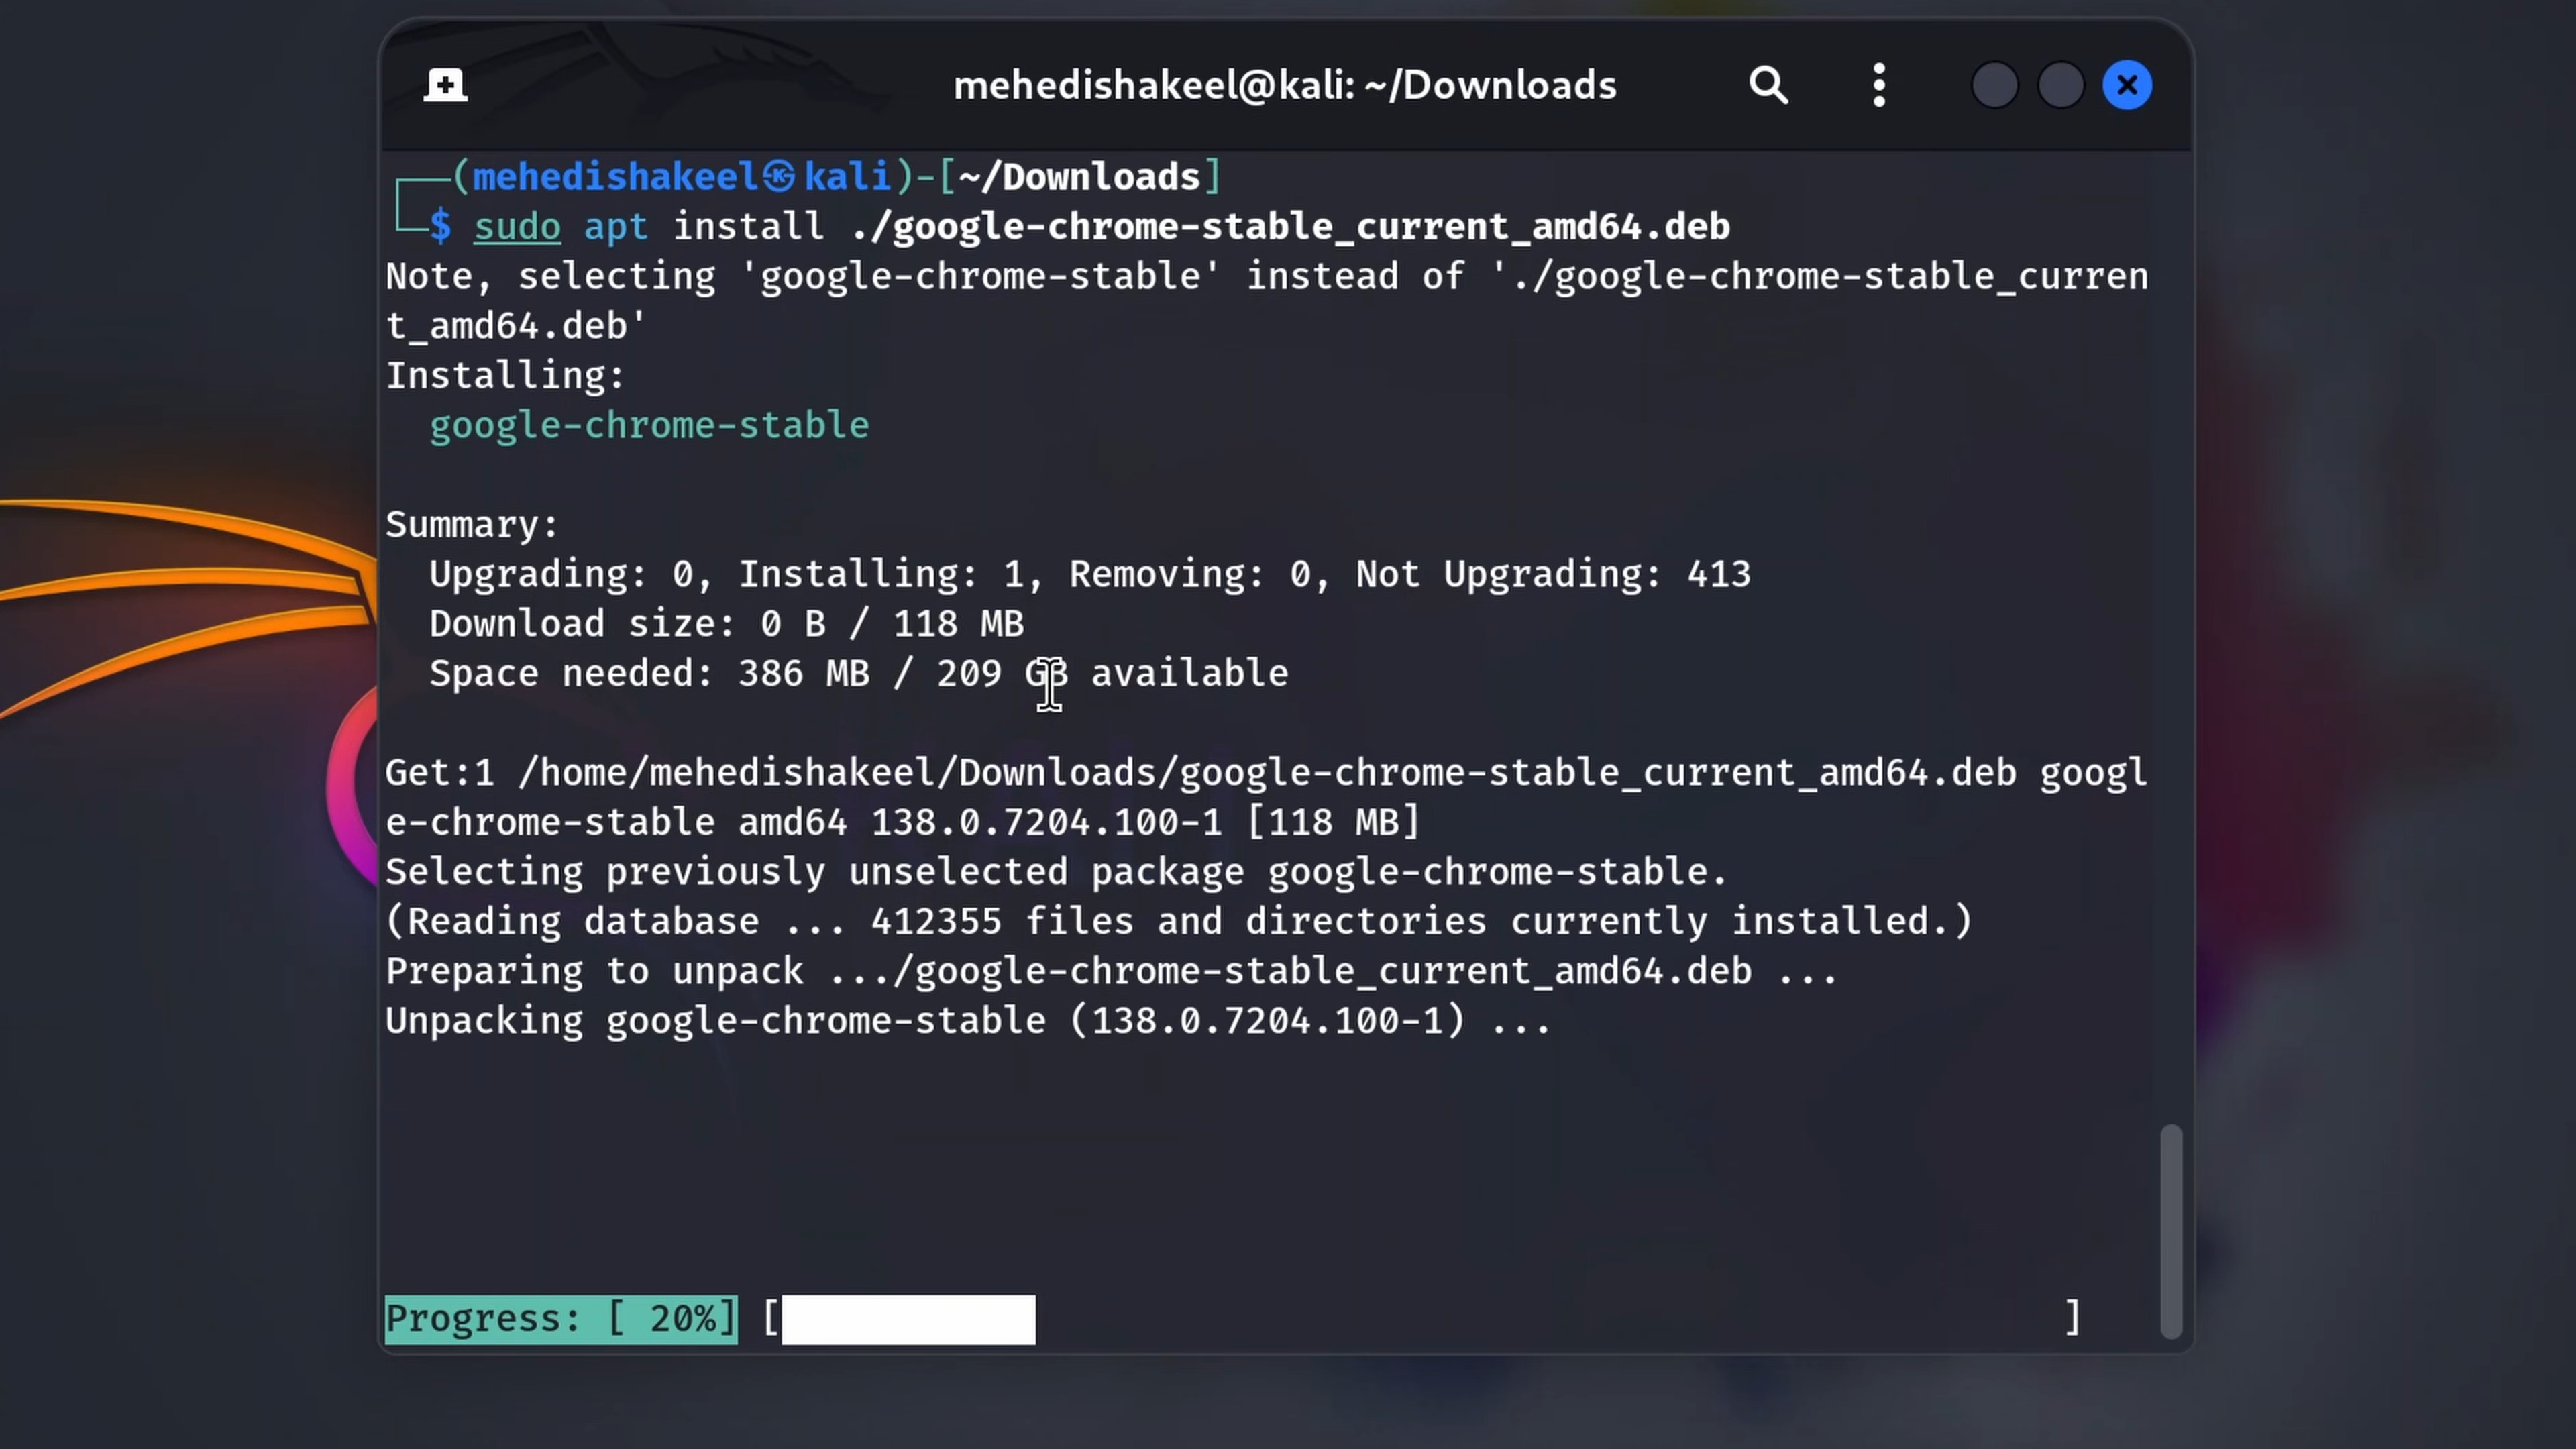 mehedishakeel@kali: ~/Downloads
┌──(mehedishakeel㉿kali)-[~/Downloads]
└─$ sudo apt install ./google-chrome-stable_current_amd64.deb
Note, selecting 'google-chrome-stable' instead of './google-chrome-stable_curren
t_amd64.deb'
Installing:
  google-chrome-stable

Summary:
  Upgrading: 0, Installing: 1, Removing: 0, Not Upgrading: 413
  Download size: 0 B / 118 MB
  Space needed: 386 MB / 209 GB available

Get:1 /home/mehedishakeel/Downloads/google-chrome-stable_current_amd64.deb googl
e-chrome-stable amd64 138.0.7204.100-1 [118 MB]
Selecting previously unselected package google-chrome-stable.
(Reading database ... 412355 files and directories currently installed.)
Preparing to unpack .../google-chrome-stable_current_amd64.deb ...
Unpacking google-chrome-stable (138.0.7204.100-1) ...
Progress: [ 20%] [ ]